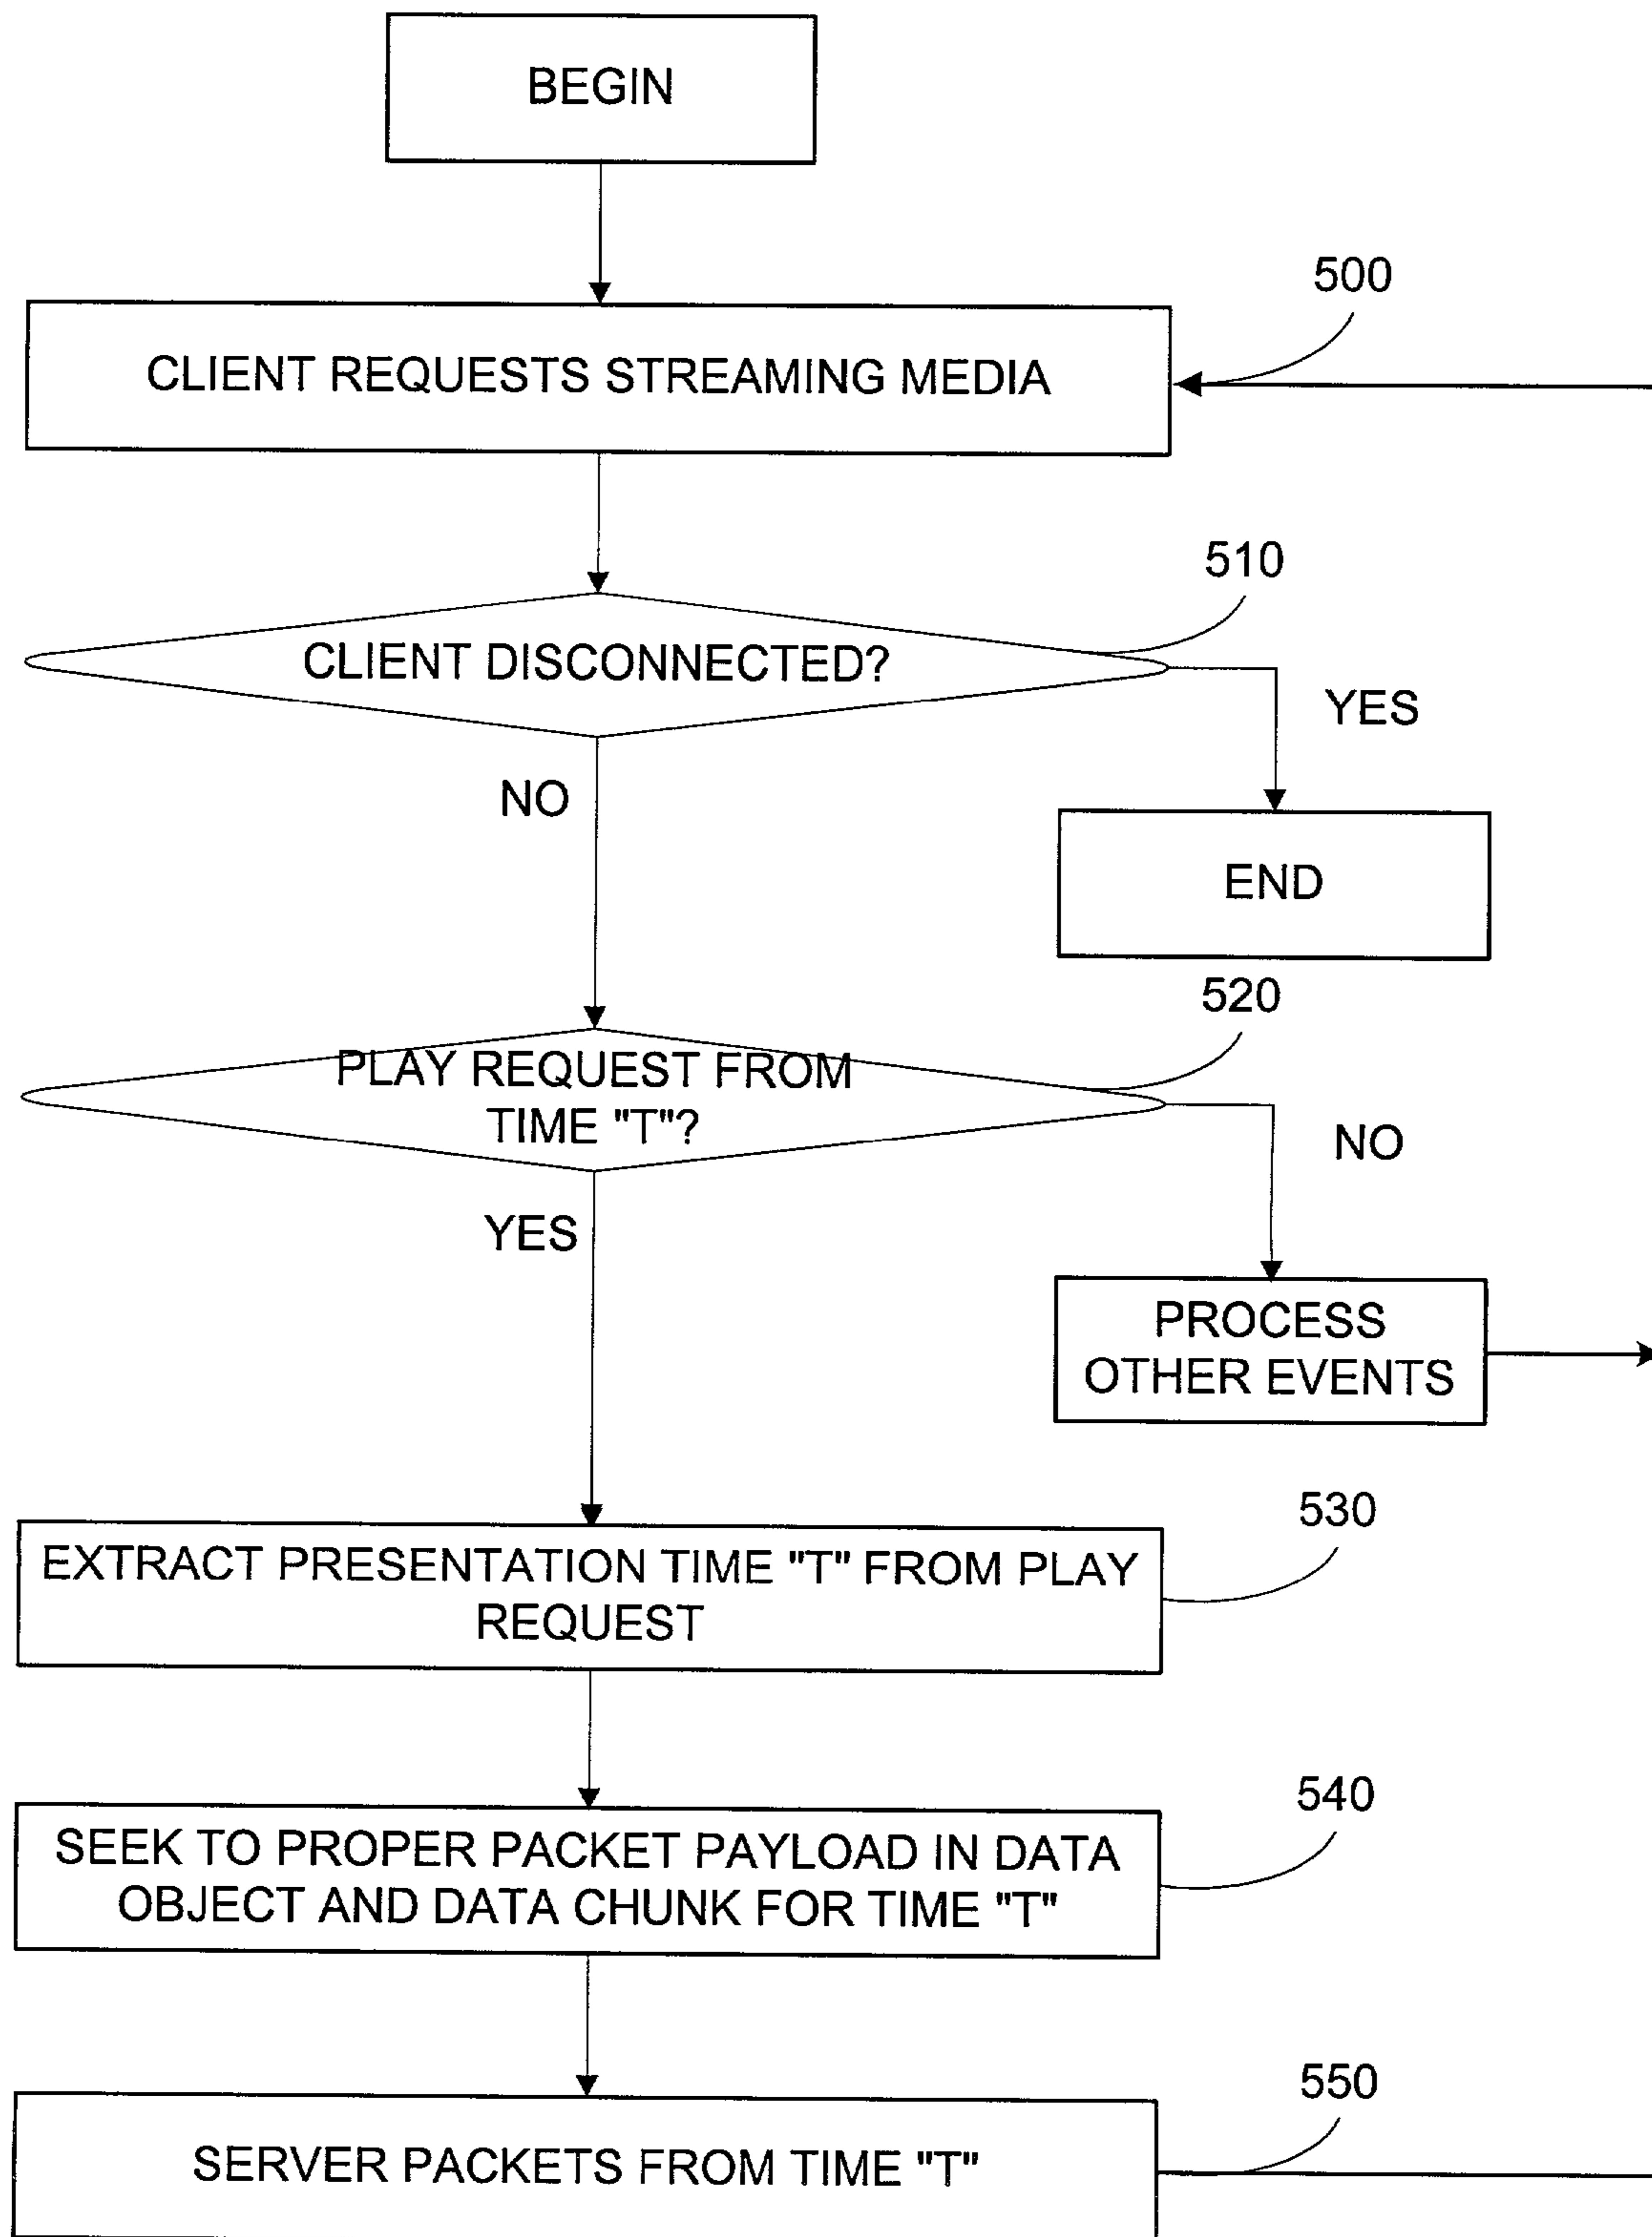 BEGIN
500
CLIENT REQUESTS STREAMING MEDIA
510
CLIENT DISCONNECTED?
YES
NO
END
520
PLAY REQUEST FROM
TIME "T"?
NO
YES
PROCESS
OTHER EVENTS
530
EXTRACT PRESENTATION TIME "T" FROM PLAY
REQUEST
540
SEEK TO PROPER PACKET PAYLOAD IN DATA
OBJECT AND DATA CHUNK FOR TIME "T"
550
SERVER PACKETS FROM TIME "T"